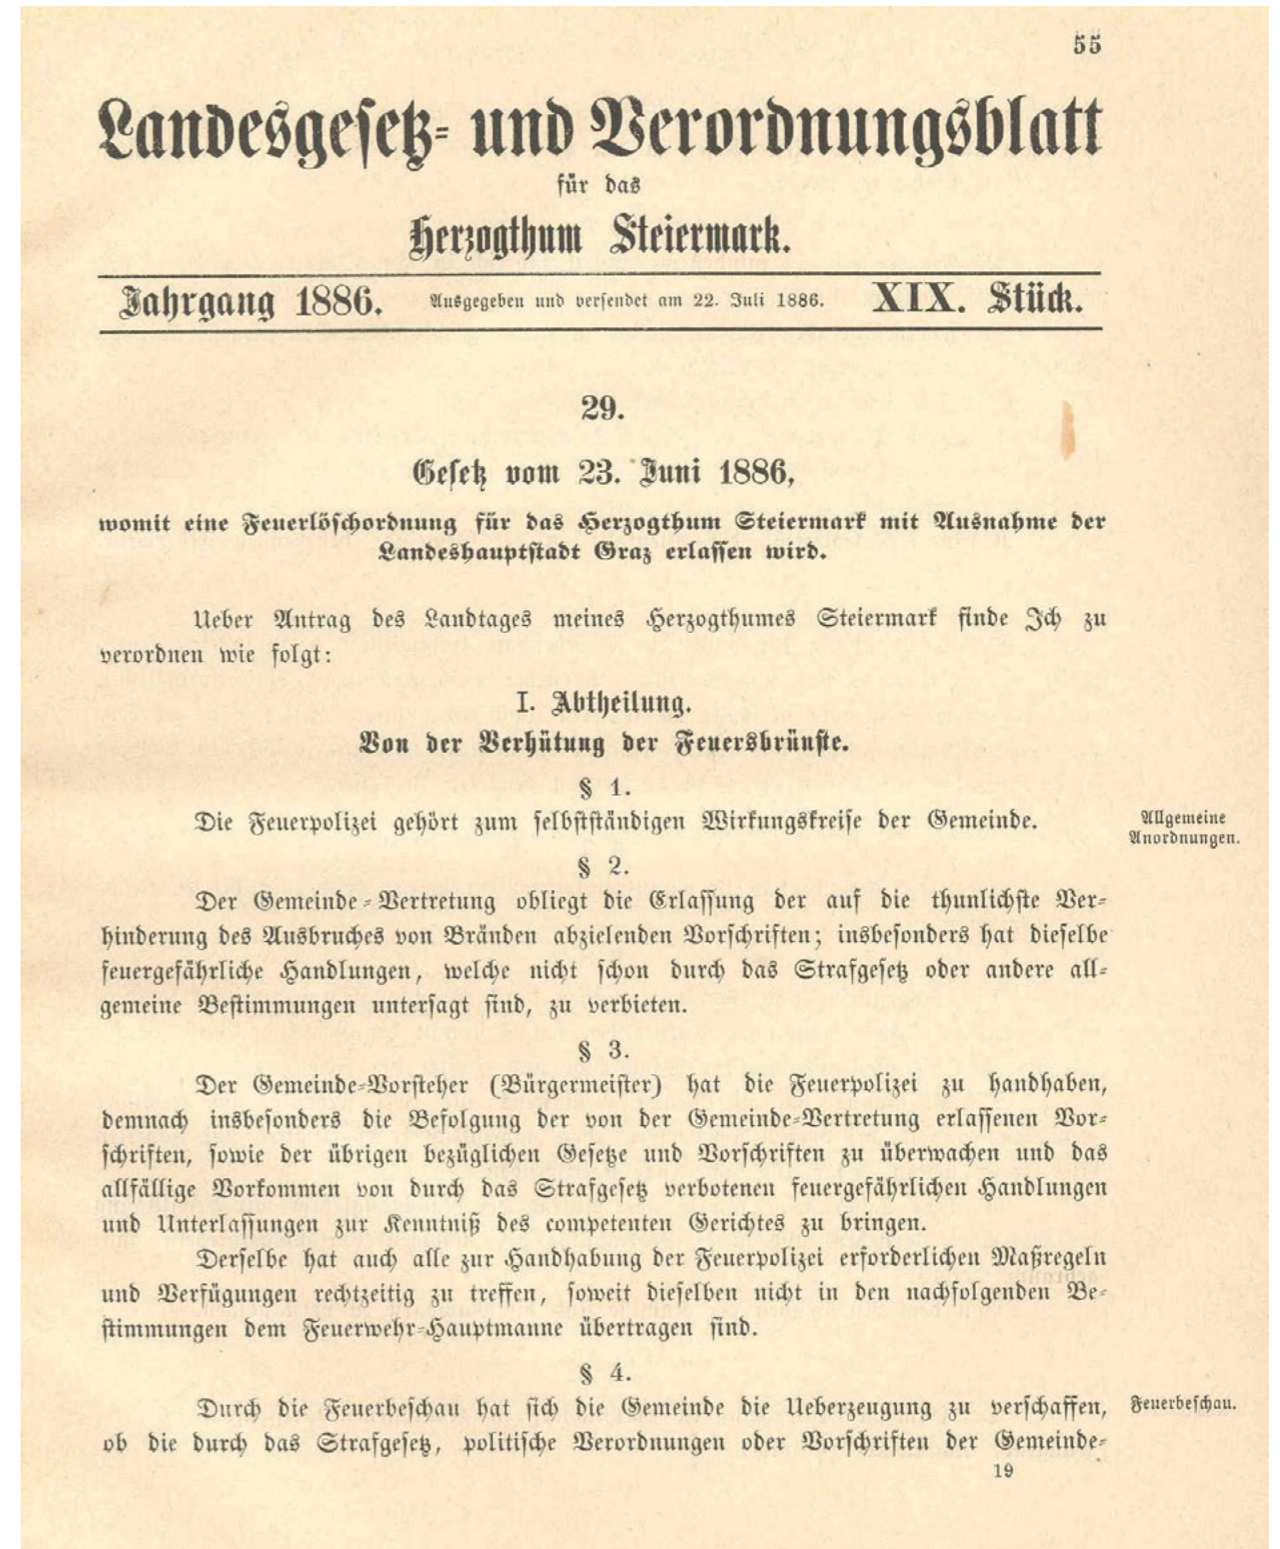 55
Landesgesetz- und Verordnungsblatt
für das
Herzogthum Steiermark.
Jahrgang 1886. Ausgegeben und versendet am 22. Juli 1886. XIX. Stück.
29.
Gesetz vom 23. Juni 1886,
womit eine Feuerlöschordnung für das Herzogthum Steiermark mit Ausnahme der
Landeshauptstadt Graz erlassen wird.
Ueber Antrag des Landtages meines Herzogthumes Steiermark finde Ich zu
verordnen wie folgt:
I. Abtheilung.
Von der Verhütung der Feuersbrünste.
§ 1.
Die Feuerpolizei gehört zum selbstständigen Wirkungskreise der Gemeinde.
Allgemeine
Anordnungen.
§ 2.
Der Gemeinde-Vertretung obliegt die Erlassung der auf die thunlichste Ver-
hinderung des Ausbruches von Bränden abzielenden Vorschriften; insbesonders hat dieselbe
feuergefährliche Handlungen, welche nicht schon durch das Strafgesetz oder andere all-
gemeine Bestimmungen untersagt sind, zu verbieten.
§ 3.
Der Gemeinde-Vorsteher (Bürgermeister) hat die Feuerpolizei zu handhaben,
demnach insbesonders die Befolgung der von der Gemeinde-Vertretung erlassenen Vor-
schriften, sowie der übrigen bezüglichen Gesetze und Vorschriften zu überwachen und das
allfällige Vorkommen von durch das Strafgesetz verbotenen feuergefährlichen Handlungen
und Unterlassungen zur Kenntniß des competenten Gerichtes zu bringen.
Derselbe hat auch alle zur Handhabung der Feuerpolizei erforderlichen Maßregeln
und Verfügungen rechtzeitig zu treffen, soweit dieselben nicht in den nachfolgenden Be-
stimmungen dem Feuerwehr-Hauptmanne übertragen sind.
§ 4.
Durch die Feuerbeschau hat sich die Gemeinde die Ueberzeugung zu verschaffen,
Feuerbeschau.
ob die durch das Strafgesetz, politische Verordnungen oder Vorschriften der Gemeinde-
19